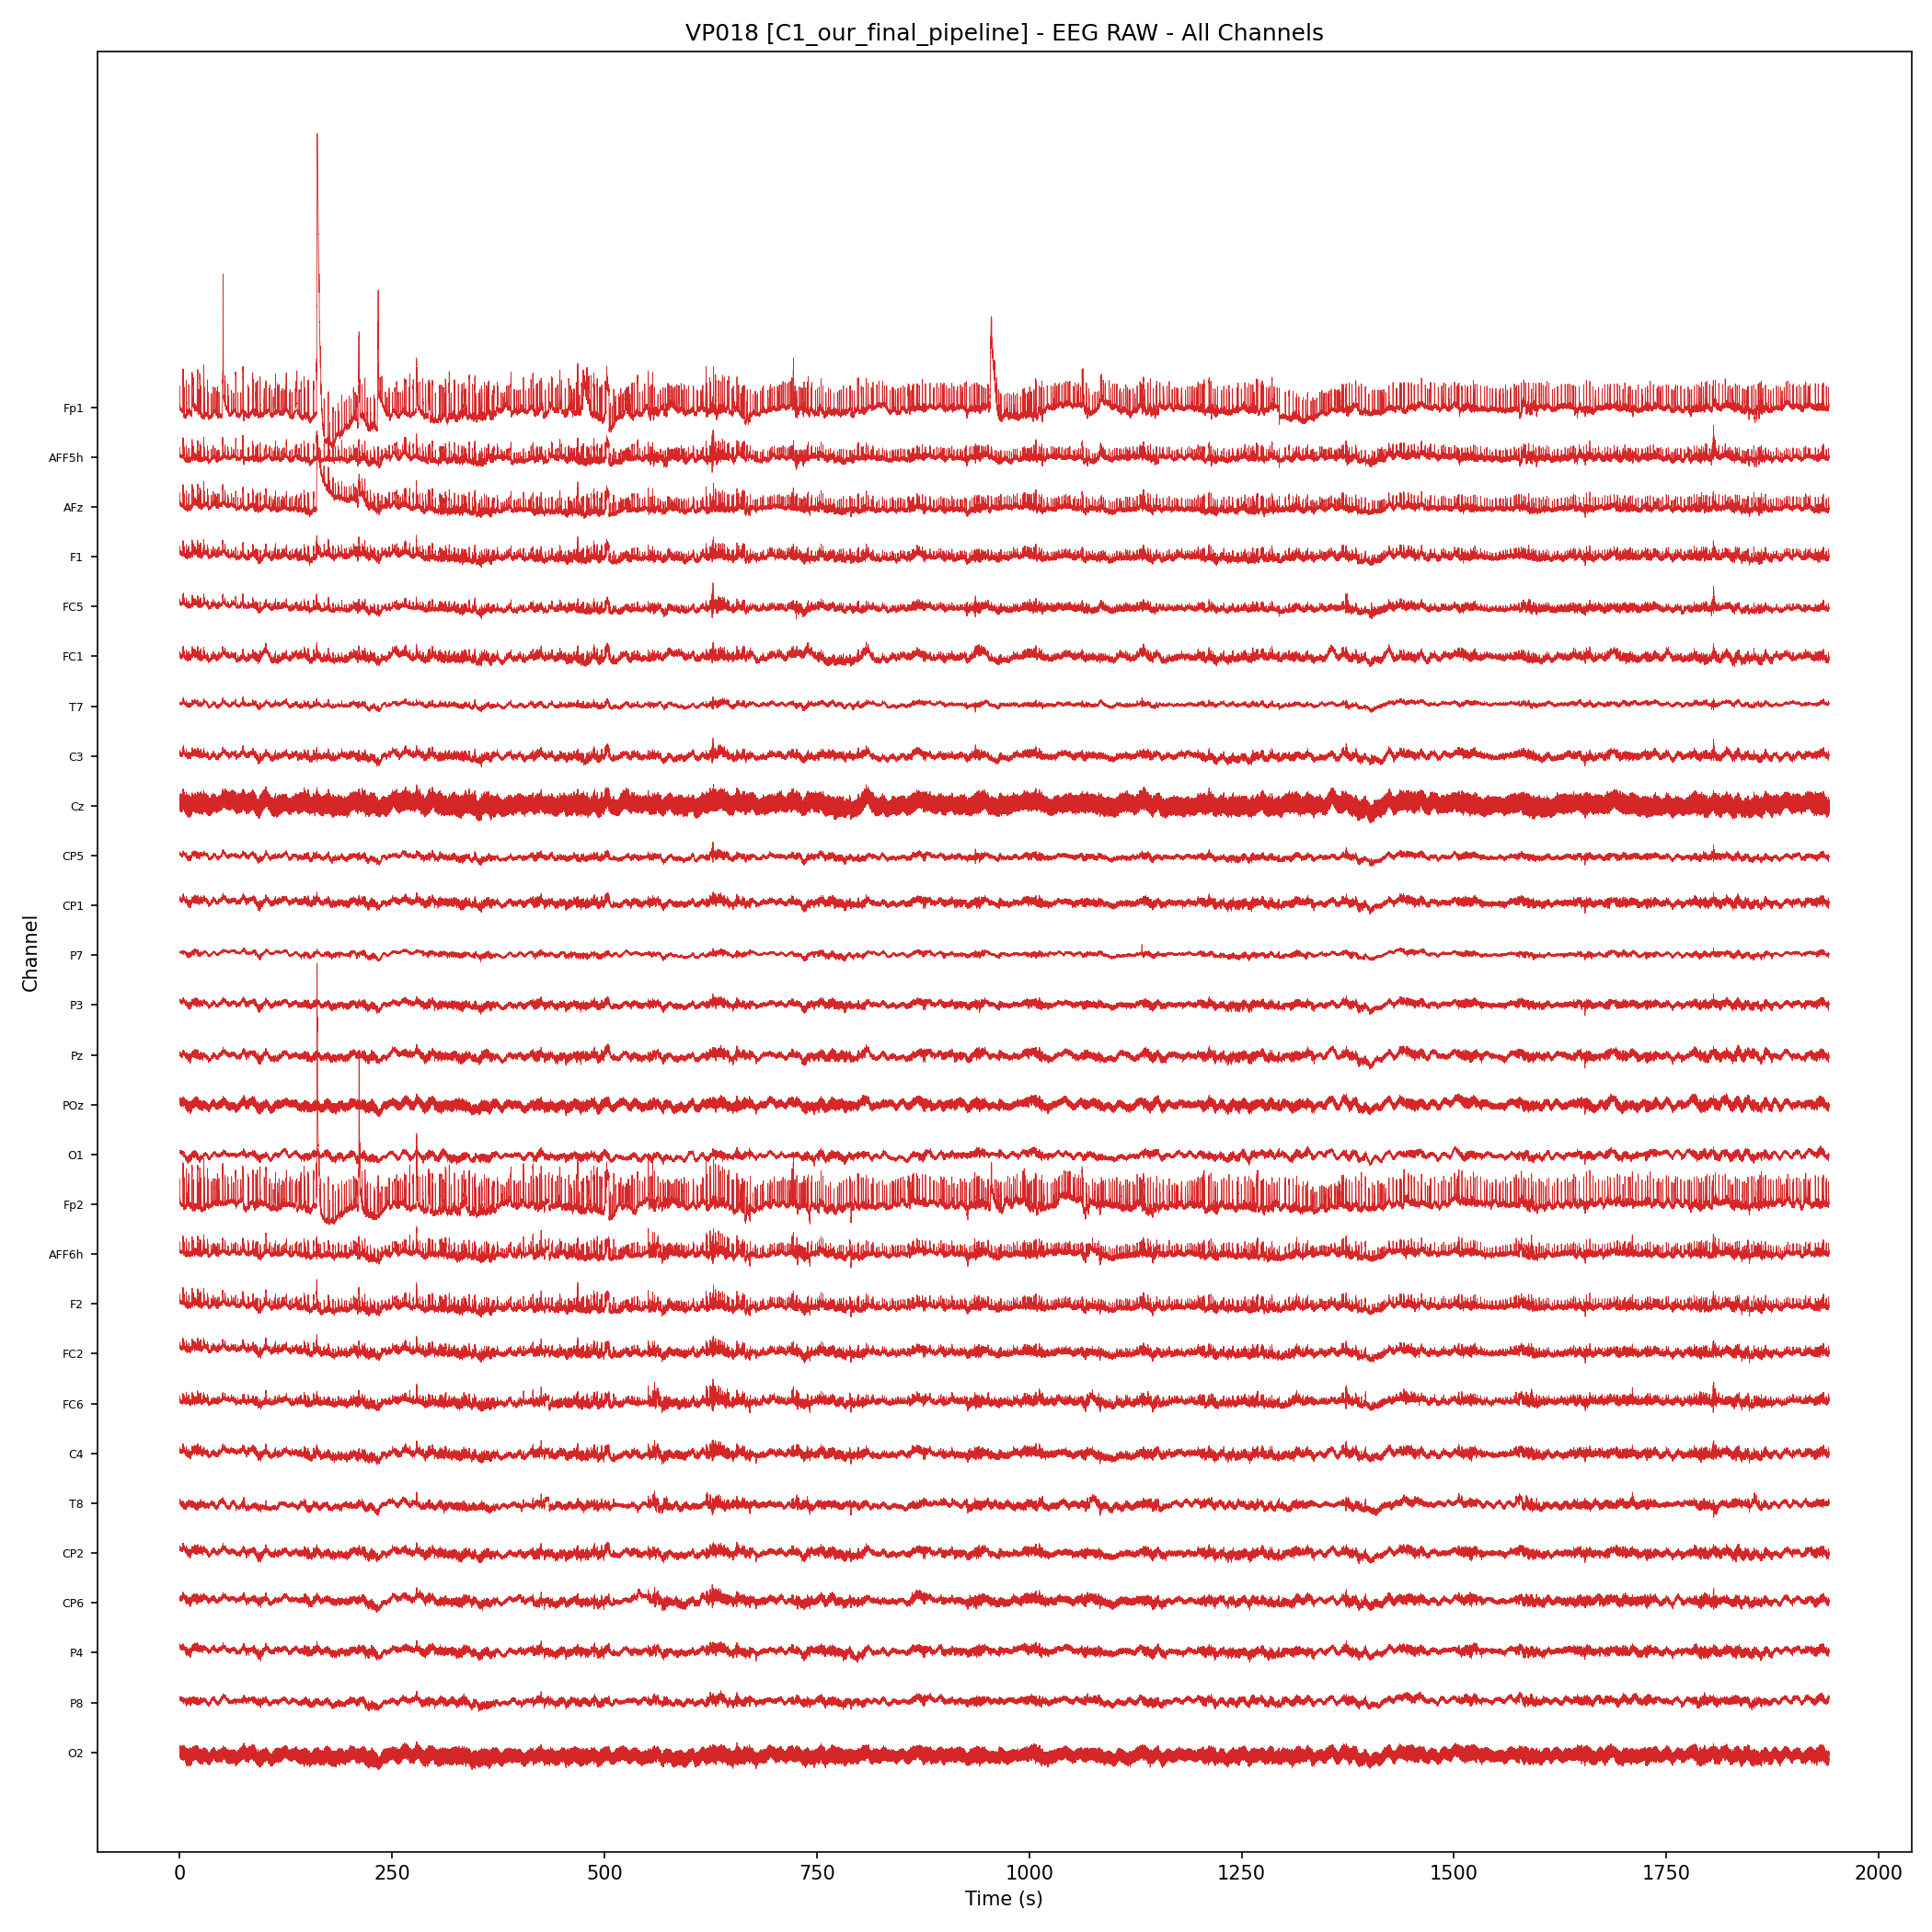 VP018 [C1_our_final_pipeline] - EEG RAW - All Channels
Channel
Fp1
AFF5h
AFz
F1
FC5
FC1
T7
C3
Cz
CP5
CP1
P7
P3
Pz
POz
O1
Fp2
AFF6h
F2
FC2
FC6
C4
T8
CP2
CP6
P4
P8
O2
0 250 500 750 1000 1250 1500 1750 2000
Time (s)